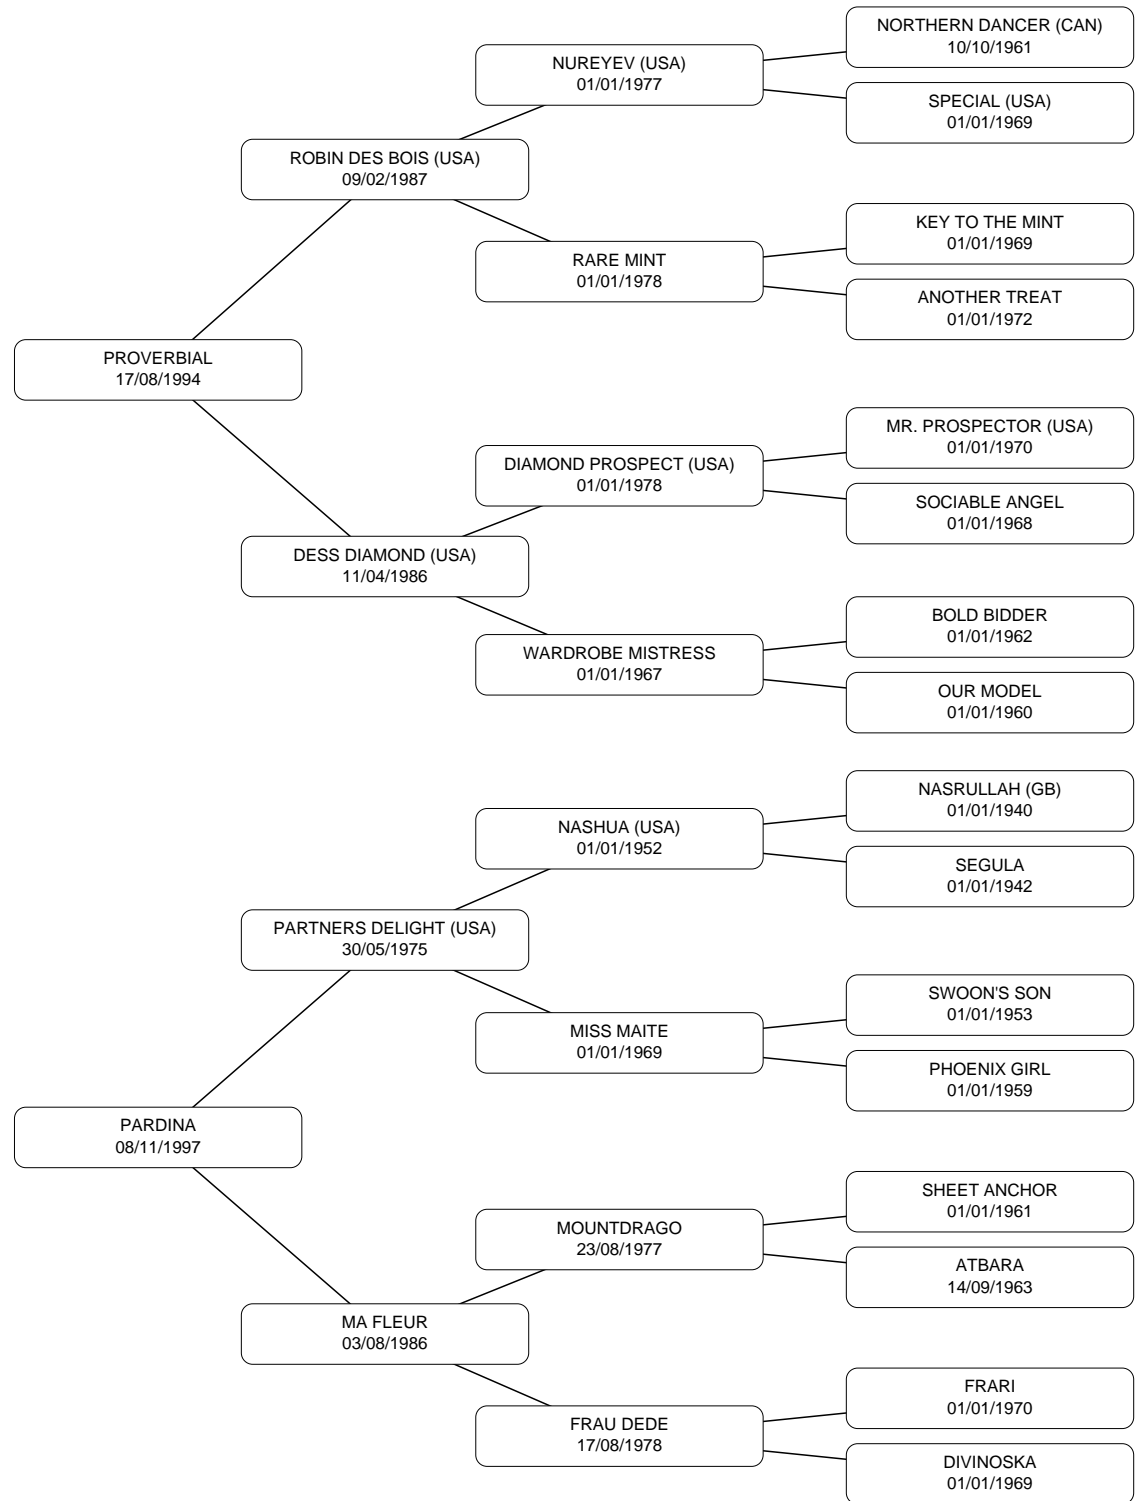 NORTHERN DANCER (CAN)
10/10/1961
NUREYEV (USA)
01/01/1977
SPECIAL (USA)
01/01/1969
ROBIN DES BOIS (USA)
09/02/1987
KEY TO THE MINT
01/01/1969
RARE MINT
01/01/1978
ANOTHER TREAT
01/01/1972
PROVERBIAL
17/08/1994
MR. PROSPECTOR (USA)
01/01/1970
DIAMOND PROSPECT (USA)
01/01/1978
SOCIABLE ANGEL
01/01/1968
DESS DIAMOND (USA)
11/04/1986
BOLD BIDDER
01/01/1962
WARDROBE MISTRESS
01/01/1967
OUR MODEL
01/01/1960
NASRULLAH (GB)
01/01/1940
NASHUA (USA)
01/01/1952
SEGULA
01/01/1942
PARTNERS DELIGHT (USA)
30/05/1975
SWOON'S SON
01/01/1953
MISS MAITE
01/01/1969
PHOENIX GIRL
01/01/1959
PARDINA
08/11/1997
SHEET ANCHOR
01/01/1961
MOUNTDRAGO
23/08/1977
ATBARA
14/09/1963
MA FLEUR
03/08/1986
FRARI
01/01/1970
FRAU DEDE
17/08/1978
DIVINOSKA
01/01/1969